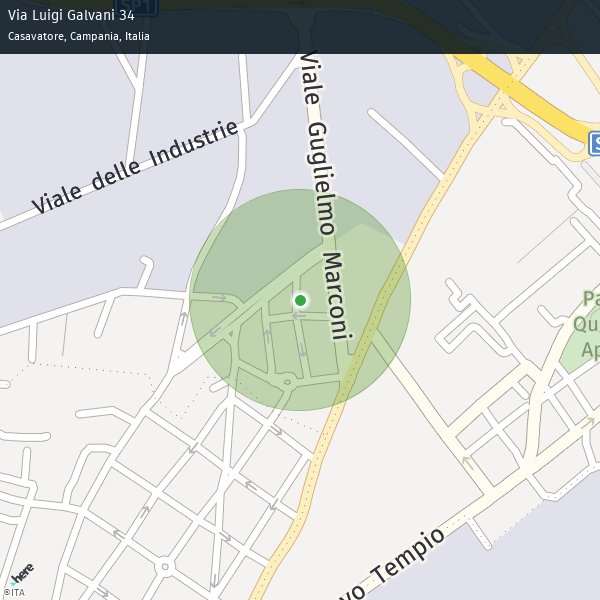 Via Luigi Galvani 34
Casavatore, Campania, Italia
SP1
Viale Guglielmo Marconi
Viale delle Industrie
S
Pa
Qu
Ap
vo Tempio
here
©ITA